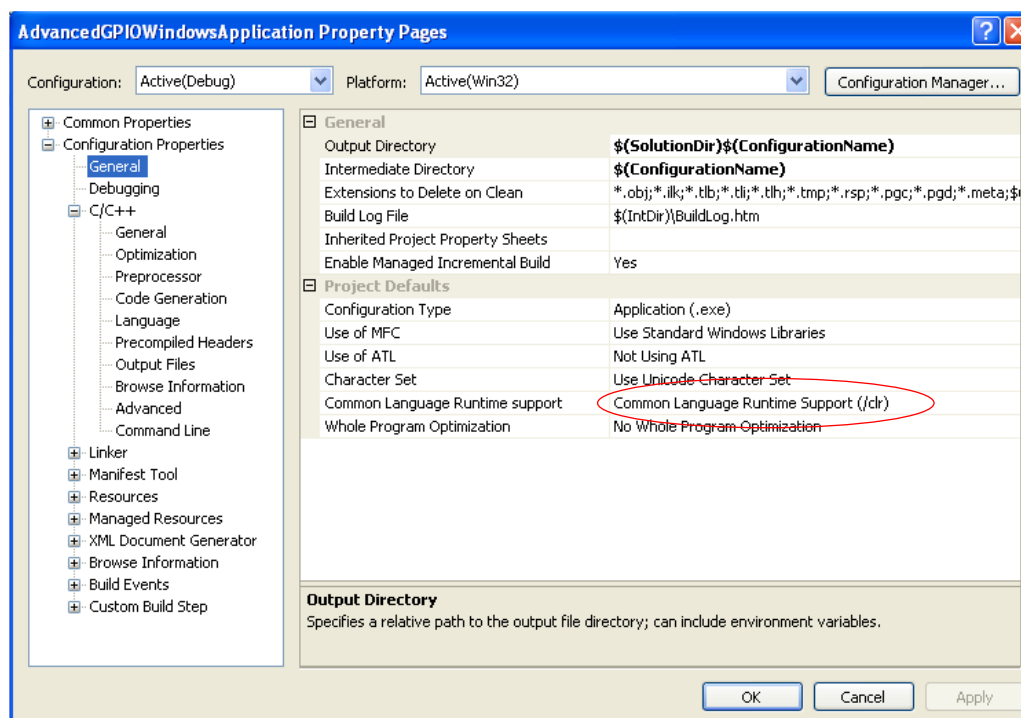 AdvancedGPIOWindowsApplication Property Pages
Configuration: Active(Debug) Platform: Active(Win32) Configuration Manager...
Common Properties
Configuration Properties
General
Debugging
C/C++
General
Optimization
Preprocessor
Code Generation
Language
Precompiled Headers
Output Files
Browse Information
Advanced
Command Line
Linker
Manifest Tool
Resources
Managed Resources
XML Document Generator
Browse Information
Build Events
Custom Build Step
General
Output Directory $(SolutionDir)$(ConfigurationName)
Intermediate Directory $(ConfigurationName)
Extensions to Delete on Clean *.obj;*.ilk;*.tlb;*.tli;*.tlh;*.tmp;*.rsp;*.pgc;*.pgd;*.meta;
Build Log File $(IntDir)\BuildLog.htm
Inherited Project Property Sheets
Enable Managed Incremental Build Yes
Project Defaults
Configuration Type Application (.exe)
Use of MFC Use Standard Windows Libraries
Use of ATL Not Using ATL
Character Set Use Unicode Character Set
Common Language Runtime support Common Language Runtime Support (/clr)
Whole Program Optimization No Whole Program Optimization
Output Directory
Specifies a relative path to the output file directory; can include environment variables.
OK Cancel Apply